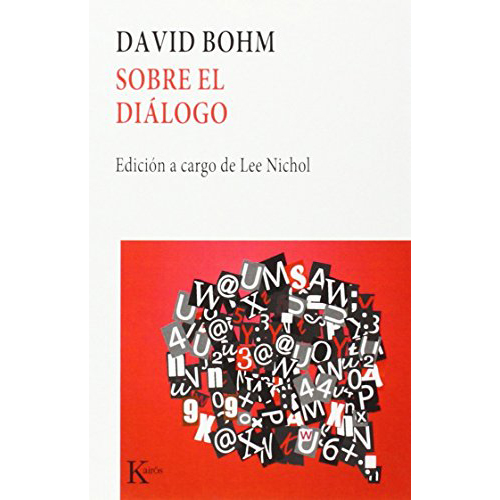 DAVID BOHM
SOBRE EL
DIÁLOGO
Edición a cargo de Lee Nichol
Kairós